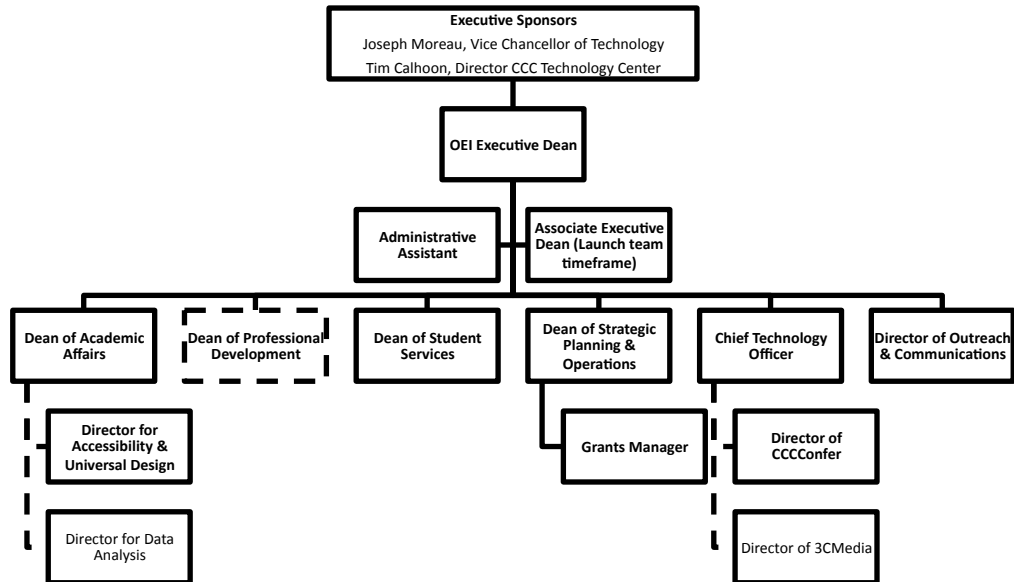 Executive Sponsors
Joseph Moreau, Vice Chancellor of Technology
Tim Calhoon, Director CCC Technology Center
OEI Executive Dean
Administrative
Assistant
Associate Executive
Dean (Launch team
timeframe)
Dean of Academic
Affairs
Dean of Professional
Development
Dean of Student
Services
Dean of Strategic
Planning &
Operations
Chief Technology
Officer
Director of Outreach
& Communications
Director for
Accessibility &
Universal Design
Grants Manager
Director of
CCCConfer
Director for Data
Analysis
Director of 3CMedia